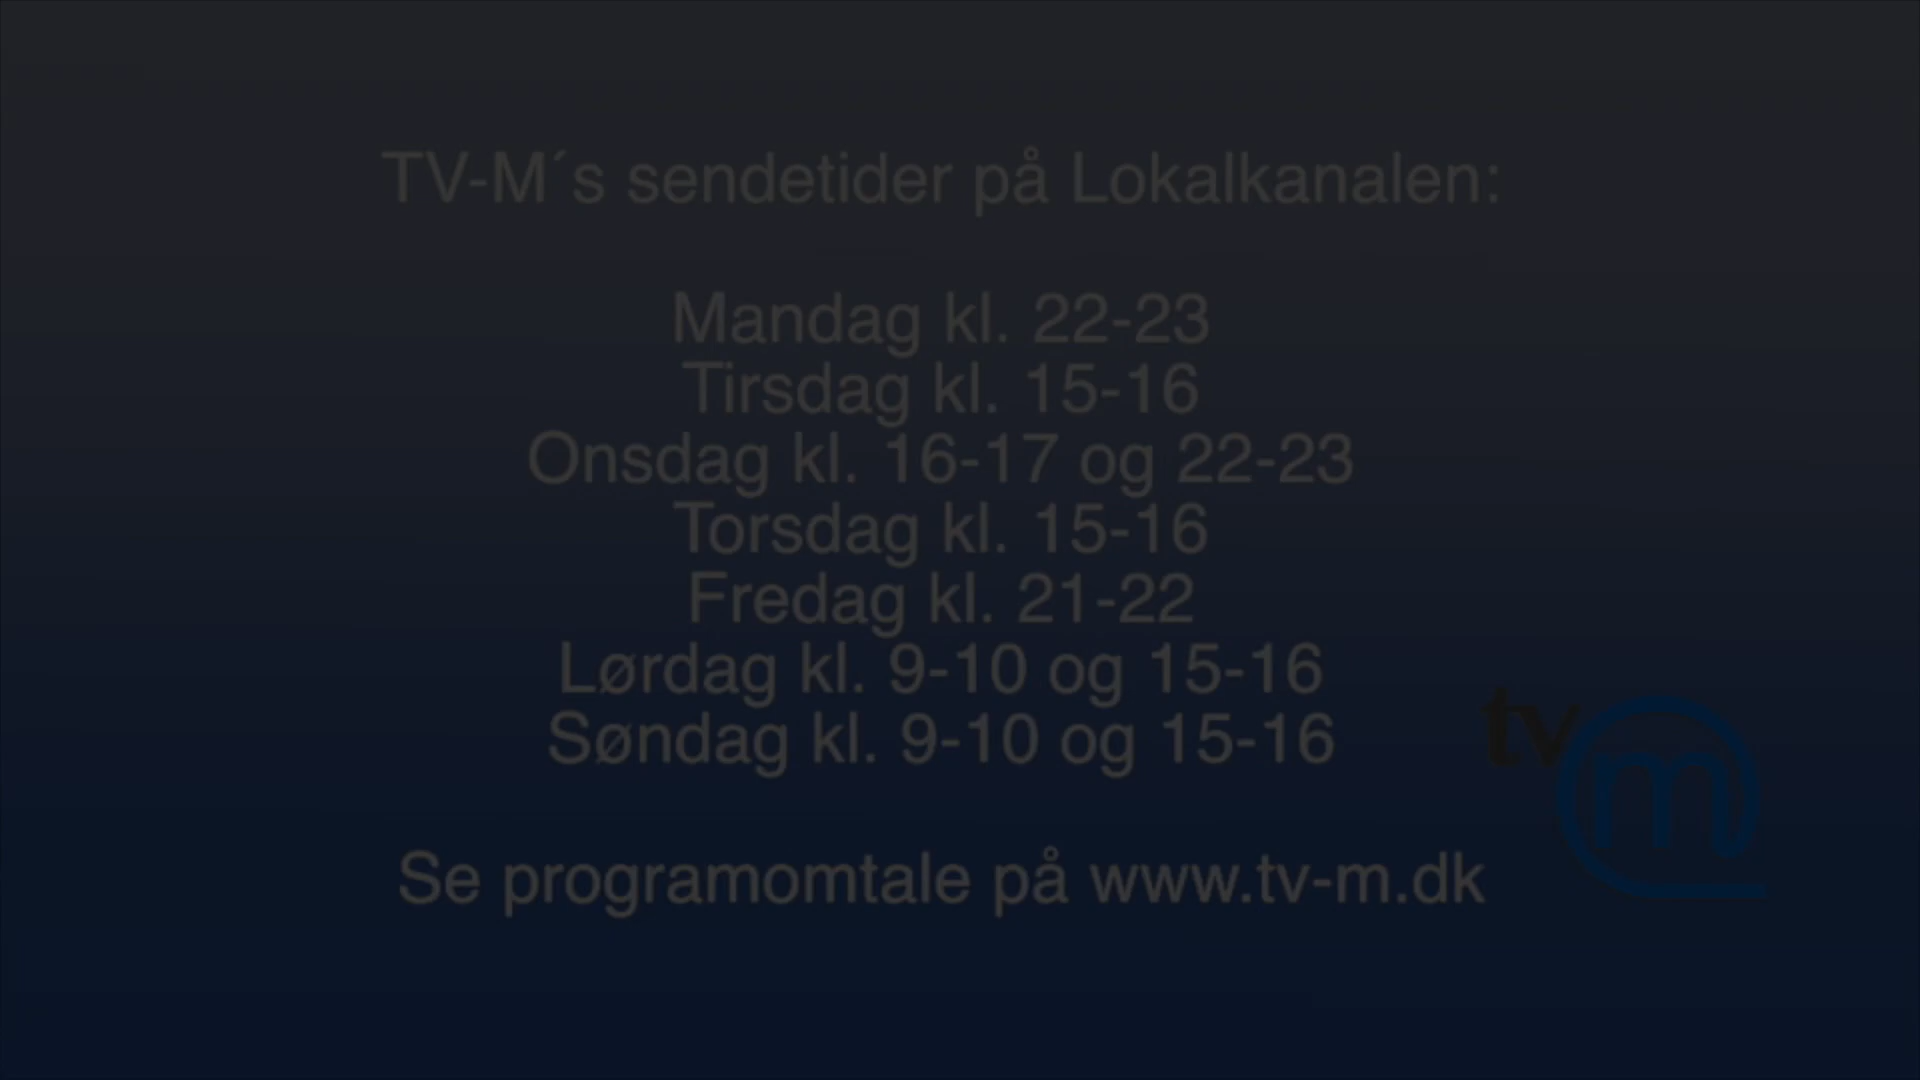 TV-M´s sendetider på Lokalkanalen:
Mandag kl. 22-23
Tirsdag kl. 15-16
Onsdag kl. 16-17 og 22-23
Torsdag kl. 15-16
Fredag kl. 21-22
Lørdag kl. 9-10 og 15-16
Søndag kl. 9-10 og 15-16
tv m
Se programomtale på www.tv-m.dk